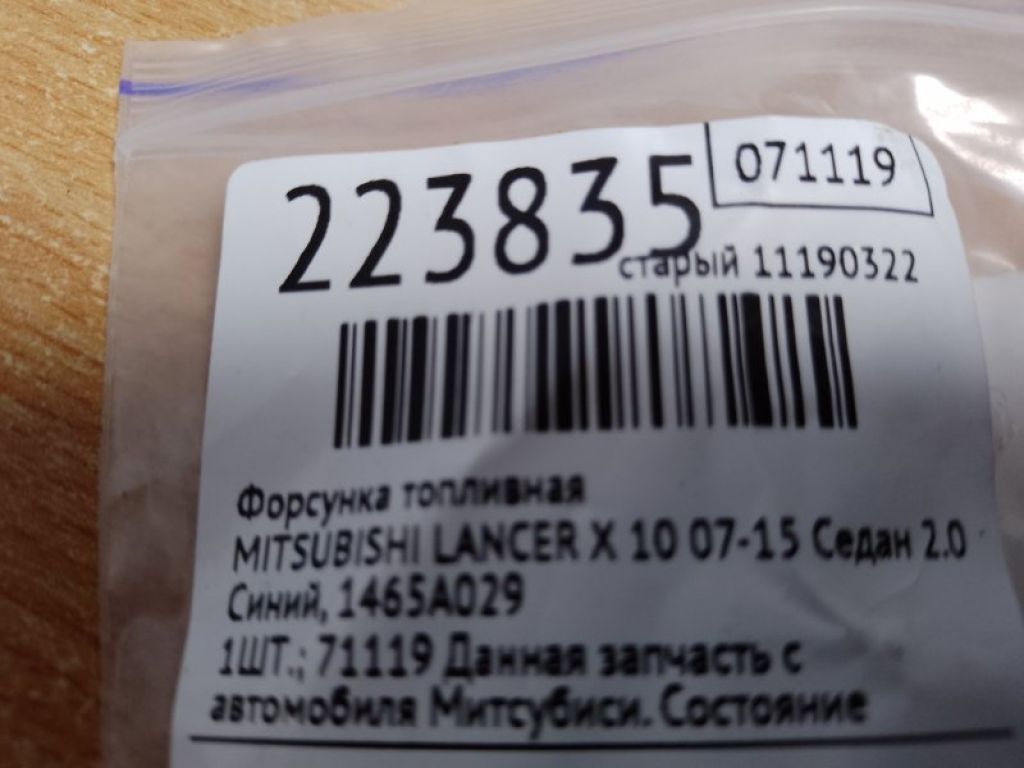 223835
071119
старый 11190322
Форсунка топливная
MITSUBISHI LANCER X 10 07-15 Седан 2.0
Синий, 1465A029
1ШТ.; 71119 Данная запчасть с
автомобиля Митсубиси. Состояние